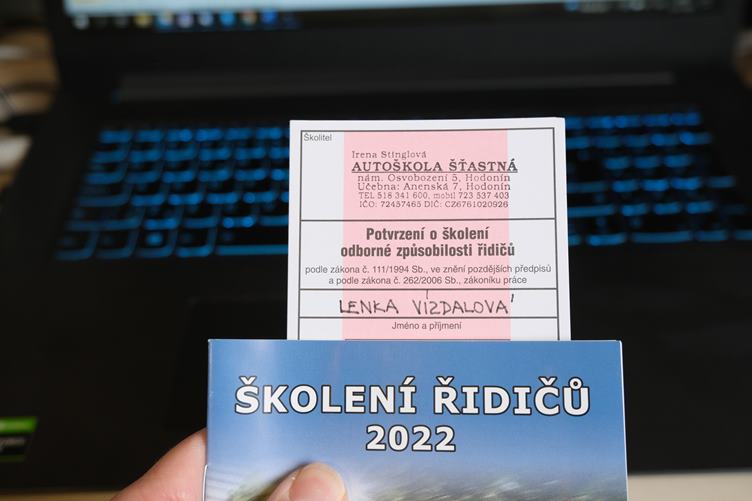 Školitel
Irena Stinglová
AUTOŠKOLA ŠŤASTNÁ
nám. Osvobození 5, Hodonín
Učebna: Anenská 7, Hodonín
TEL 518 341 600, mobil 723 537 403
IČO: 72457465 DIČ: CZ6761020926
Potvrzení o školení
odborné způsobilosti řidičů
podle zákona č. 111/1994 Sb., ve znění pozdějších předpisů
a podle zákona č. 262/2006 Sb., zákoníku práce
LENKA VÍZDALOVÁ
Jméno a příjmení
ŠKOLENÍ ŘIDIČŮ
2022